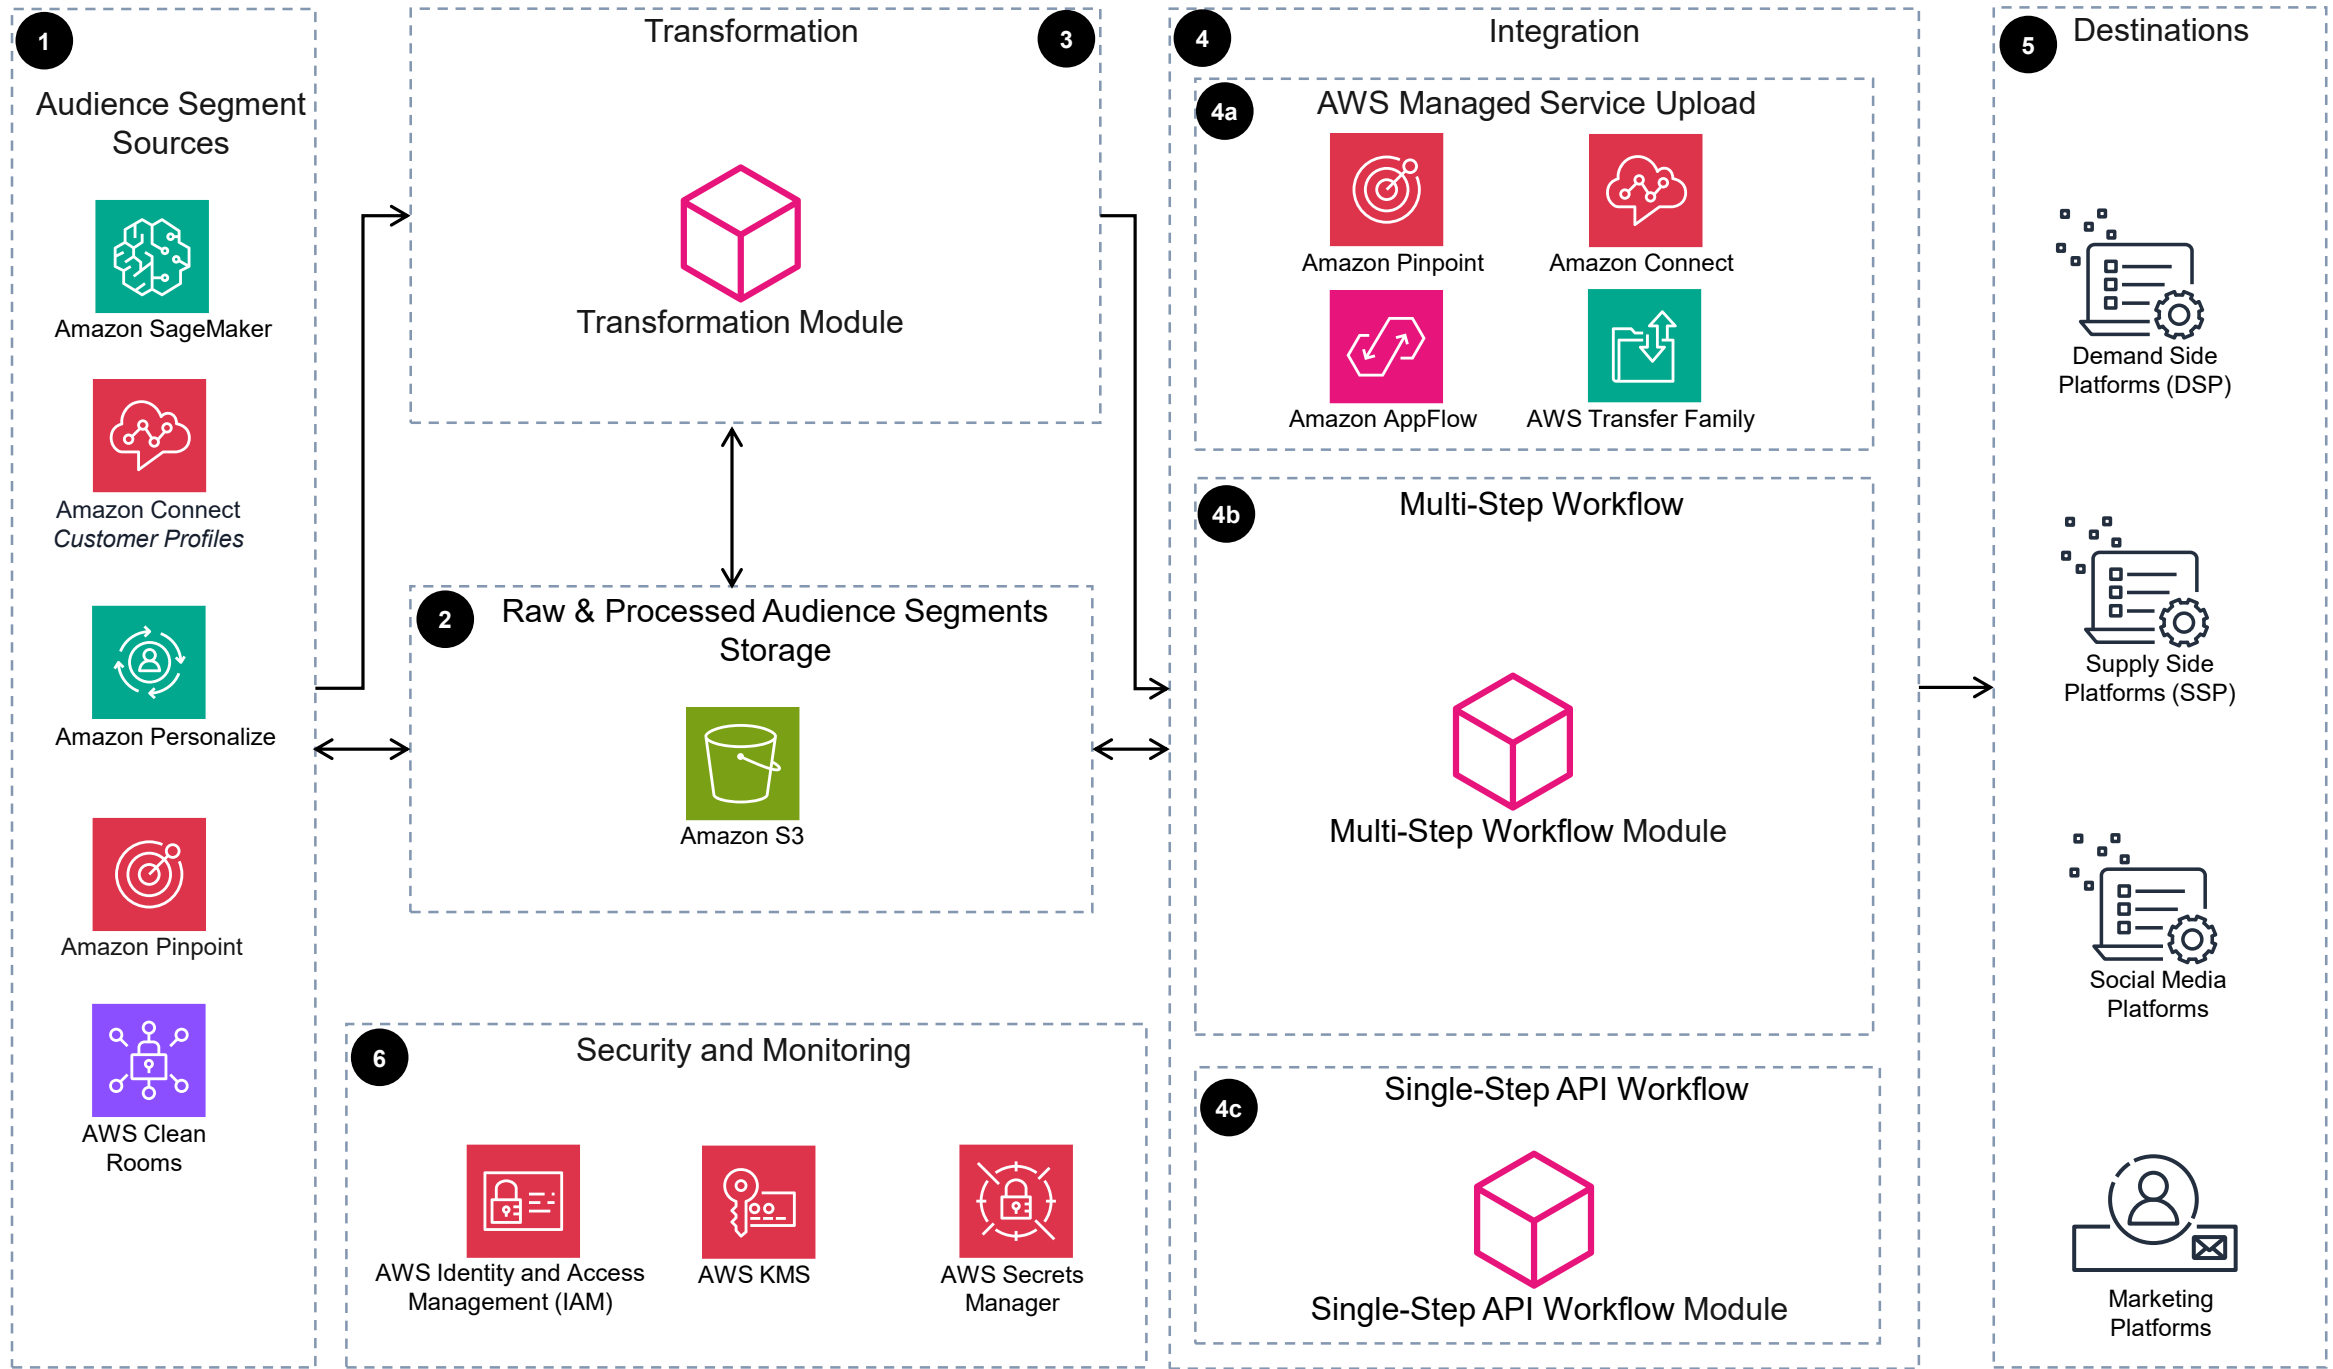 1
Audience Segment
Sources
Amazon SageMaker
Amazon Connect
Customer Profiles
Amazon Personalize
Amazon Pinpoint
AWS Clean
Rooms
Transformation
3
Transformation Module
2
Raw & Processed Audience Segments
Storage
Amazon S3
6
Security and Monitoring
AWS Identity and Access
Management (IAM)
AWS KMS
AWS Secrets
Manager
4
Integration
4a
AWS Managed Service Upload
Amazon Pinpoint
Amazon Connect
Amazon AppFlow
AWS Transfer Family
4b
Multi-Step Workflow
Multi-Step Workflow Module
4c
Single-Step API Workflow
Single-Step API Workflow Module
5
Destinations
Demand Side
Platforms (DSP)
Supply Side
Platforms (SSP)
Social Media
Platforms
Marketing
Platforms